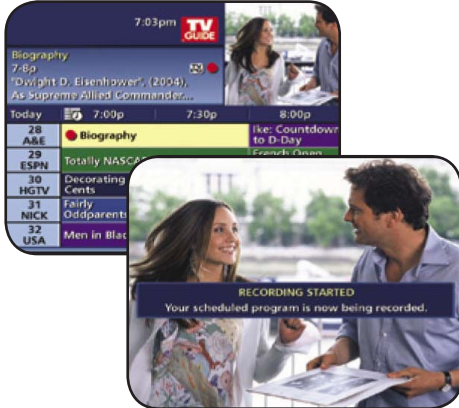 7:03pm
TV
GUIDE
Biography
7-8p
"Dwight D. Eisenhower", (2004),
As Supreme Allied Commander...
Today 7:00p 7:30p 8:00p
28
A&E
Biography
Ike: Countdown
to D-Day
29
ESPN
Totally NASCA
French Open
30
HGTV
Decorating
Cents
31
NICK
Fairly
Oddparents
32
USA
Men in Blac
RECORDING STARTED
Your scheduled program is now being recorded.